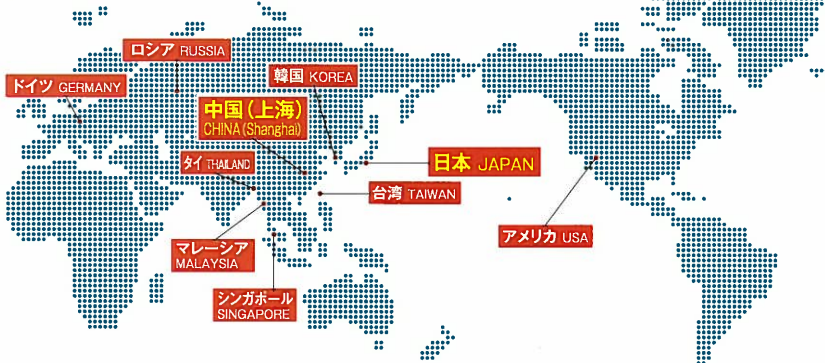 ロシア RUSSIA
ドイツ GERMANY
韓国 KOREA
中国（上海）
CHINA (Shanghai)
タイ THAILAND
日本 JAPAN
台湾 TAIWAN
マレーシア
MALAYSIA
アメリカ USA
シンガポール
SINGAPORE